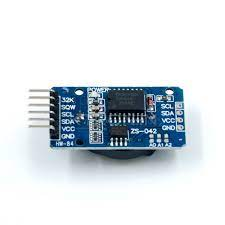 POWER
32K
SQW
SCL
SDA
VCC
GND
SCL
SDA
VCC
GND
ZS-042
HW-84
A0 A1 A2